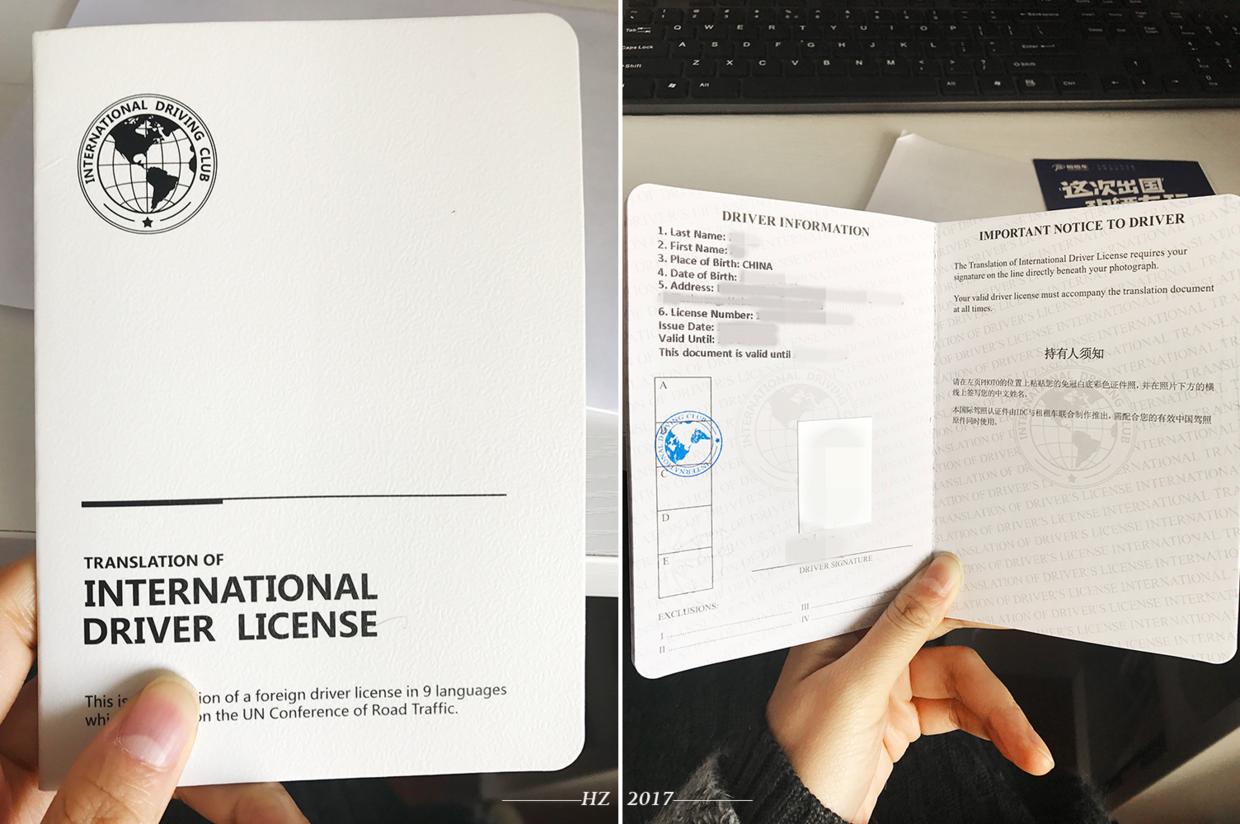 INTERNATIONAL DRIVING CLUB
TRANSLATION OF
INTERNATIONAL
DRIVER LICENSE
This is ion of a foreign driver license in 9 languages
on the UN Conference of Road Traffic.
DRIVER INFORMATION
1. Last Name:
2. First Name:
3. Place of Birth: CHINA
4. Date of Birth:
5. Address:
6. License Number:
Issue Date:
Valid Until:
This document is valid until
A
C
D
E
INTERNATIONAL DRIVING CLUB
DRIVER SIGNATURE
EXCLUSIONS:
I
II
III
IV
IMPORTANT NOTICE TO DRIVER
The Translation of International Driver License requires your
signature on the line directly beneath your photograph.
Your valid driver license must accompany the translation document
at all times.
持有人须知
请在左页PHOTO的位置上粘贴您的免冠白底彩色证件照，并在照片下方的横
线上签写您的中文姓名。
本国际驾照认证件由IDC与租租车联合制作推出，需配合您的有效中国驾照
原件同时使用。
这次出国
HZ 2017